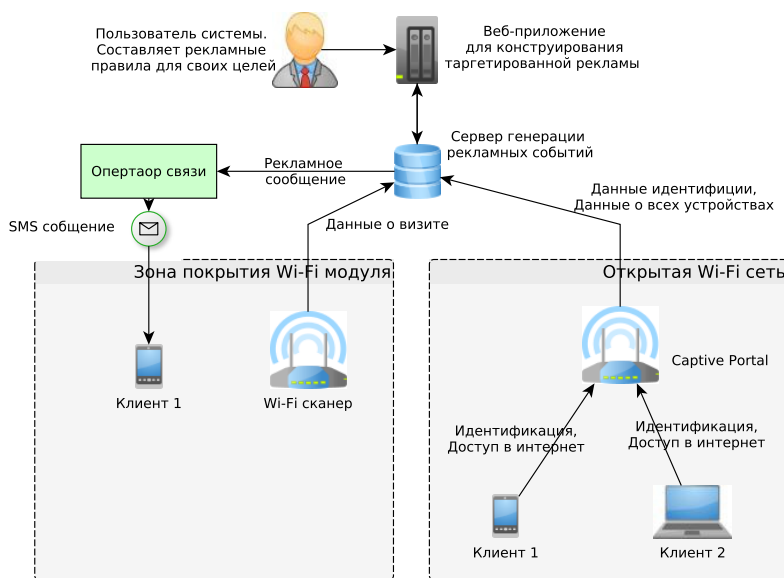 Пользователь системы.
Составляет рекламные
правила для своих целей
Веб-приложение
для конструирования
таргетированной рекламы
Сервер генерации
рекламных событий
Опертаор связи
Рекламное
сообщение
Данные идентифиции,
Данные о всех устройствах
SMS собщение
Данные о визите
Зона покрытия Wi-Fi модуля
Открытая Wi-Fi сеть
Captive Portal
Клиент 1
Wi-Fi сканер
Идентификация,
Доступ в интернет
Идентификация,
Доступ в интернет
Клиент 1
Клиент 2